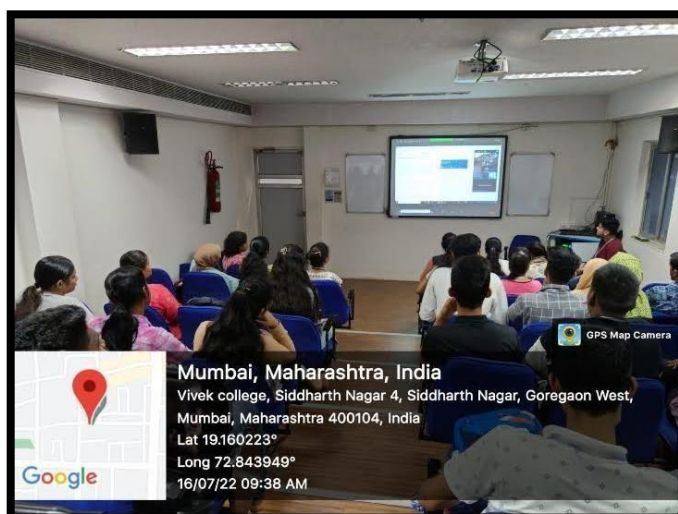 GPS Map Camera
Mumbai, Maharashtra, India
Vivek college, Siddharth Nagar 4, Siddharth Nagar, Goregaon West,
Mumbai, Maharashtra 400104, India
Lat 19.160223°
Long 72.843949°
16/07/22 09:38 AM
Google